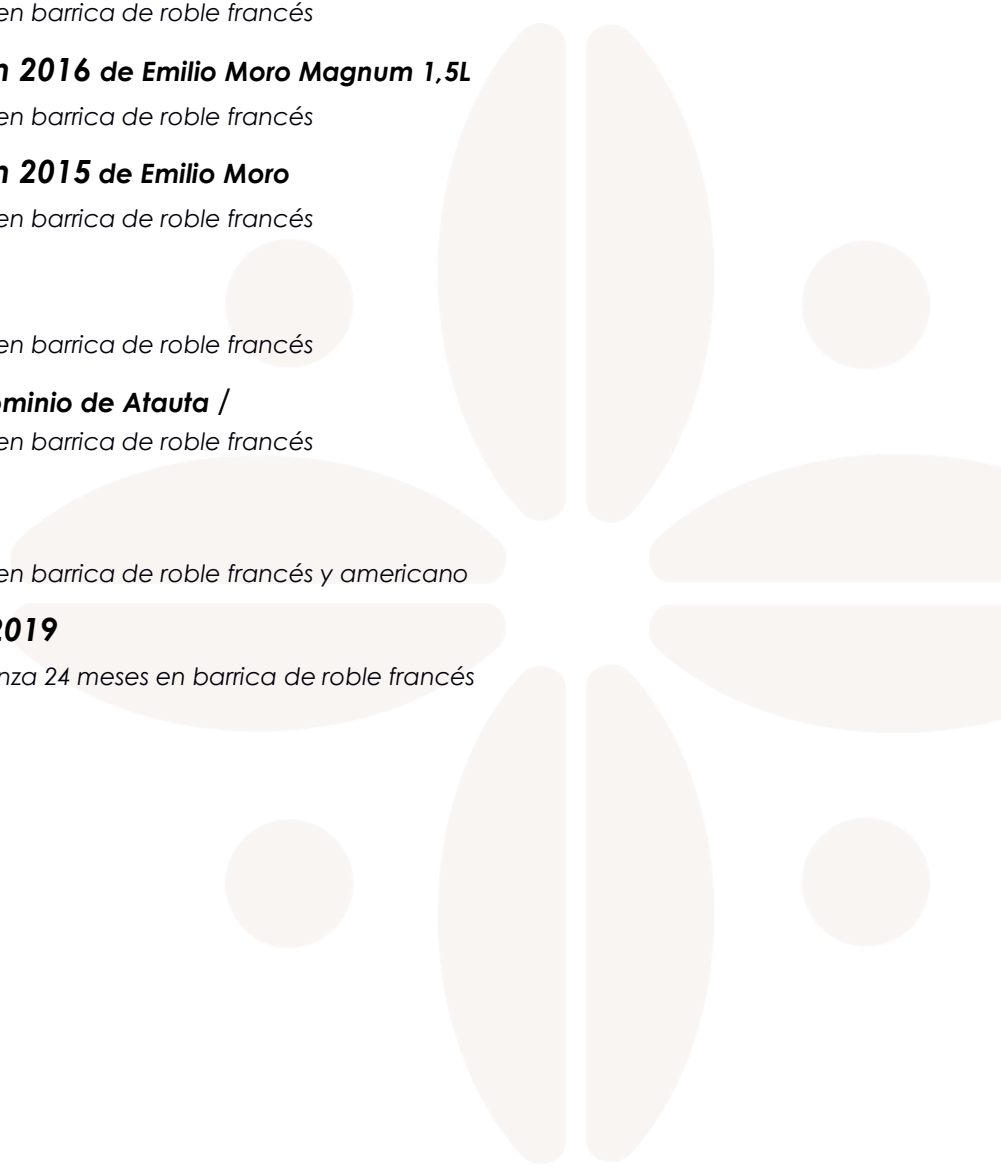 en barrica de roble francés
n 2016 de Emilio Moro Magnum 1,5L
en barrica de roble francés
n 2015 de Emilio Moro
en barrica de roble francés
en barrica de roble francés
ominio de Atauta /
en barrica de roble francés
en barrica de roble francés y americano
2019
nza 24 meses en barrica de roble francés